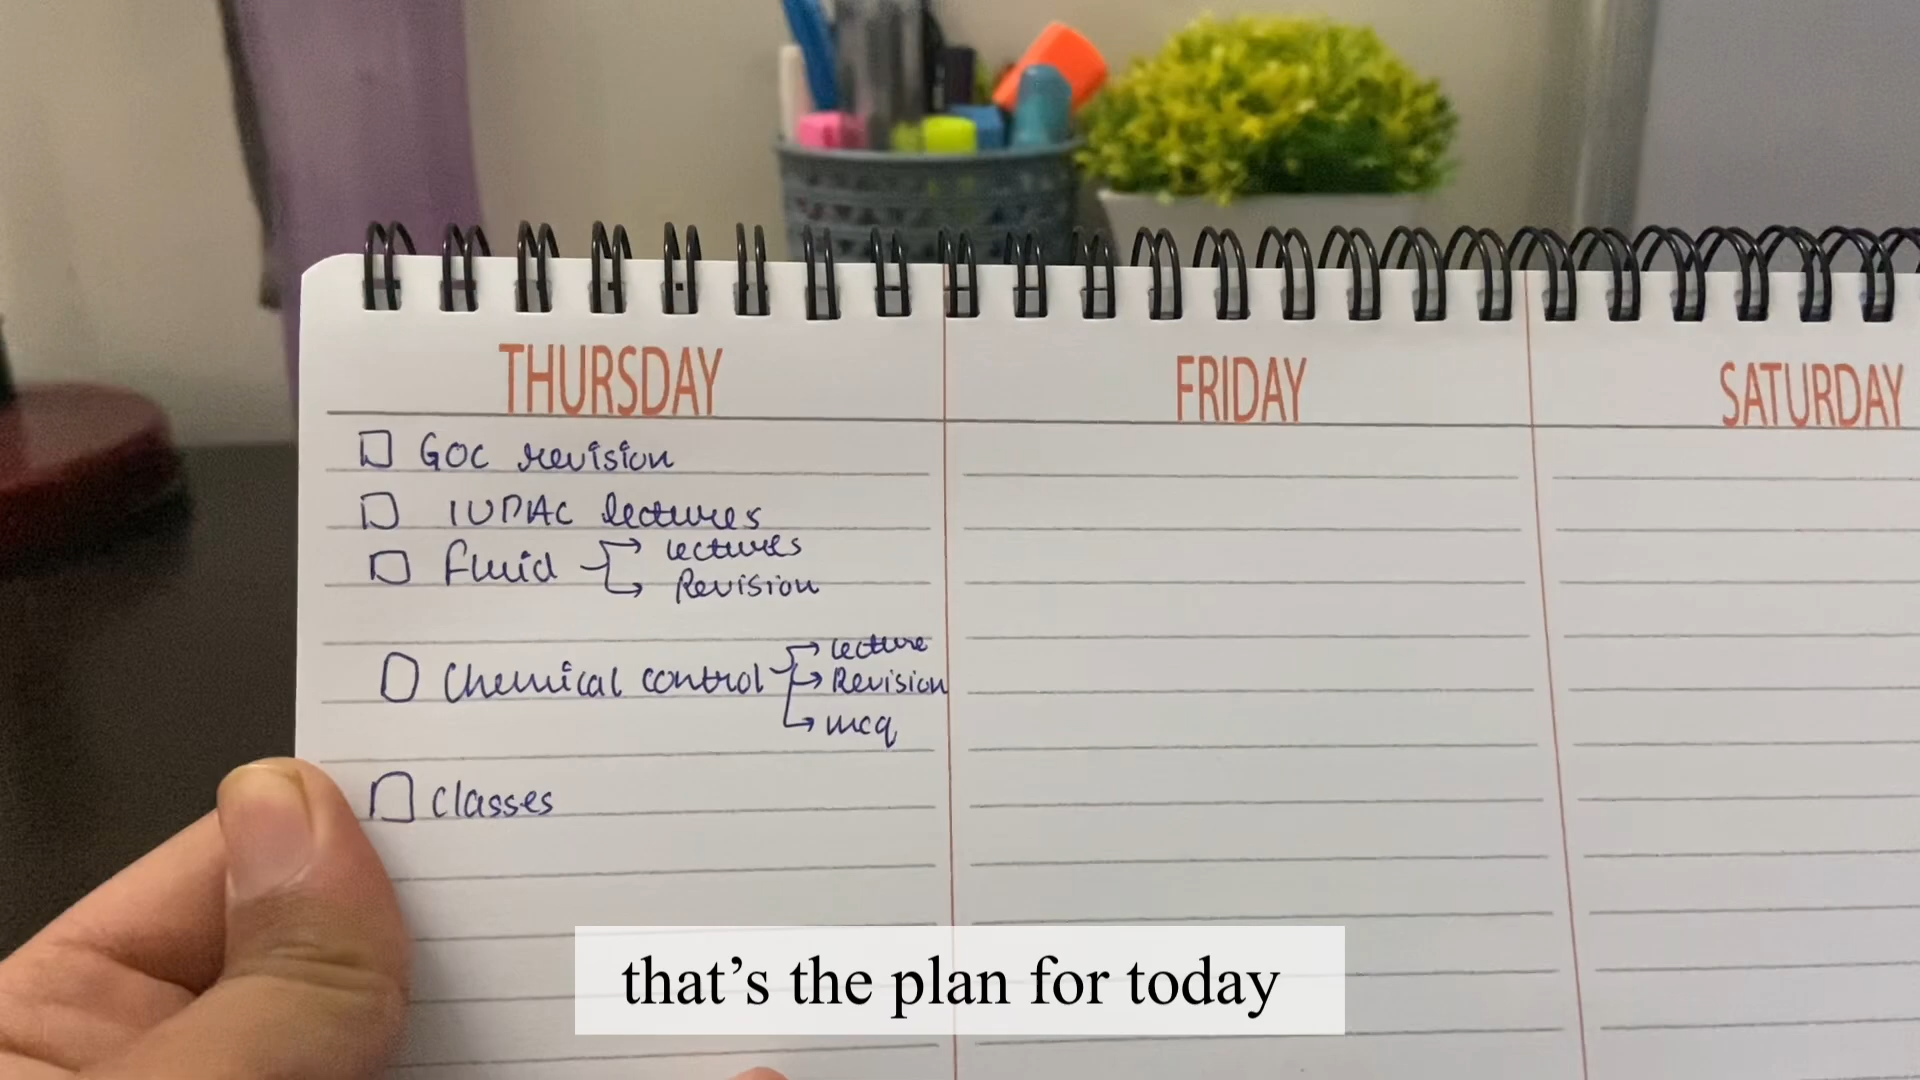 THURSDAY FRIDAY SATURDAY
GOC revision
IUPAC lectures
Fluid → lectures
→ Revision
Chemical control → lecture
→ Revision
→ mcq
Classes
that’s the plan for today